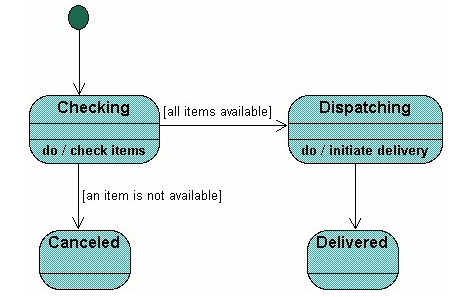 Checking
[all items available]
Dispatching
do / check items
do / initiate delivery
[an item is not available]
Canceled
Delivered